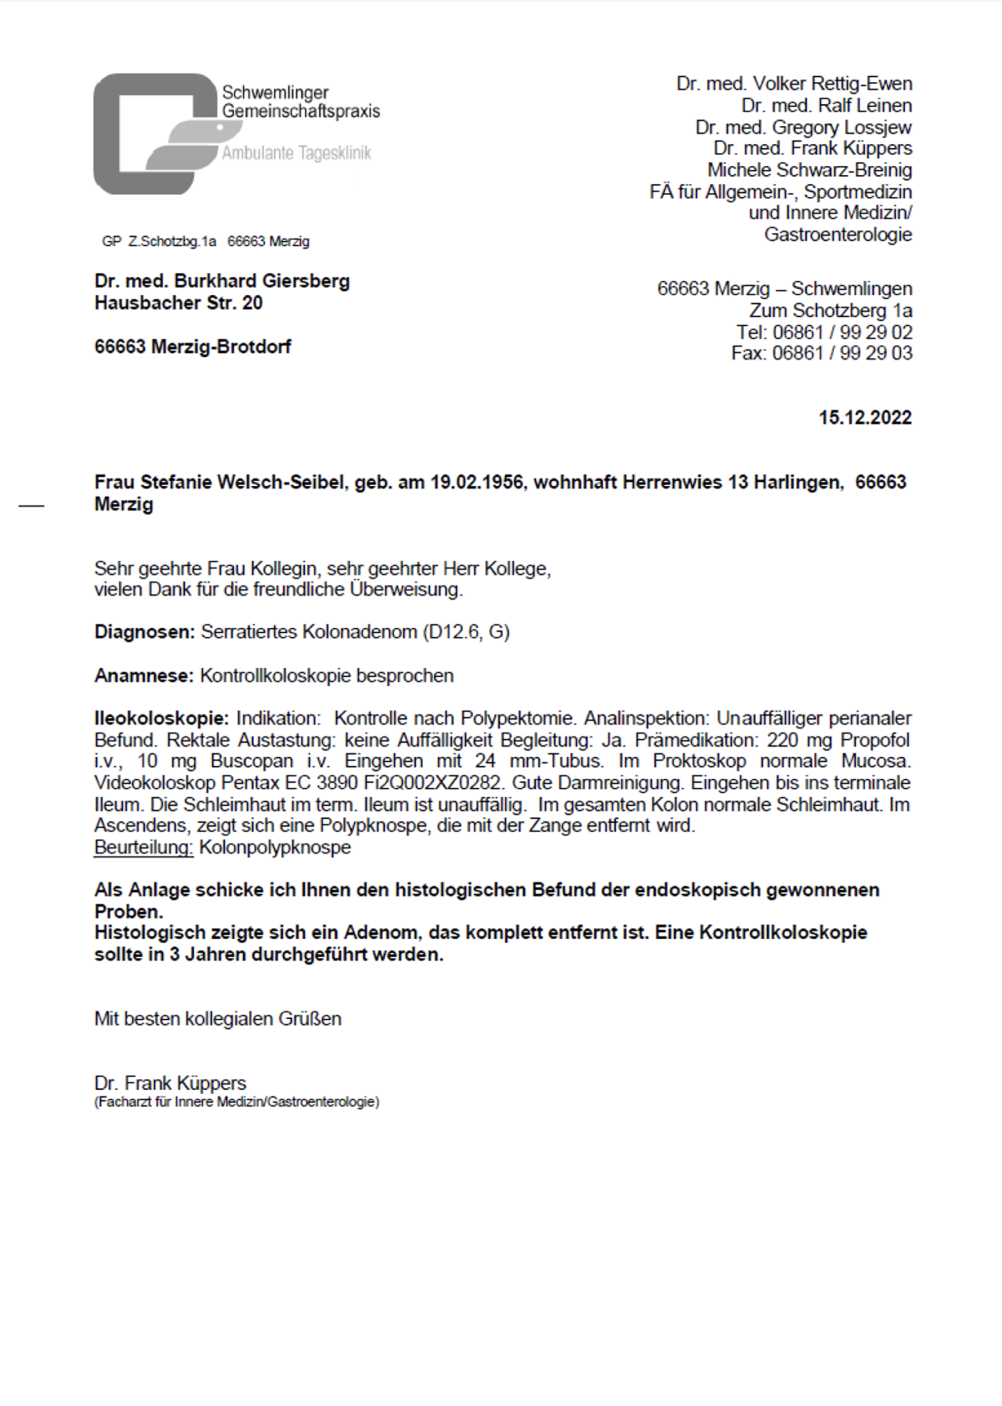 Schwemlinger
Gemeinschaftspraxis
Ambulante Tagesklinik
Dr. med. Volker Rettig-Ewen
Dr. med. Ralf Leinen
Dr. med. Gregory Lossjew
Dr. med. Frank Küppers
Michele Schwarz-Breinig
FÄ für Allgemein-, Sportmedizin
und Innere Medizin/
Gastroenterologie
GP Z.Schotzbg.1a 66663 Merzig
Dr. med. Burkhard Giersberg
Hausbacher Str. 20
66663 Merzig-Brotdorf
66663 Merzig – Schwemlingen
Zum Schotzberg 1a
Tel: 06861 / 99 29 02
Fax: 06861 / 99 29 03
15.12.2022
Frau Stefanie Welsch-Seibel, geb. am 19.02.1956, wohnhaft Herrenwies 13 Harlingen, 66663
Merzig
Sehr geehrte Frau Kollegin, sehr geehrter Herr Kollege,
vielen Dank für die freundliche Überweisung.
Diagnosen: Serratiertes Kolonadenom (D12.6, G)
Anamnese: Kontrollkoloskopie besprochen
Ileokoloskopie: Indikation: Kontrolle nach Polypektomie. Analinspektion: Unauffälliger perianaler
Befund. Rektale Austastung: keine Auffälligkeit Begleitung: Ja. Prämedikation: 220 mg Propofol
i.v., 10 mg Buscopan i.v. Eingehen mit 24 mm-Tubus. Im Proktoskop normale Mucosa.
Videokoloskop Pentax EC 3890 Fi2Q002XZ0282. Gute Darmreinigung. Eingehen bis ins terminale
Ileum. Die Schleimhaut im term. Ileum ist unauffällig. Im gesamten Kolon normale Schleimhaut. Im
Ascendens, zeigt sich eine Polypknospe, die mit der Zange entfernt wird.
Beurteilung: Kolonpolypknospe
Als Anlage schicke ich Ihnen den histologischen Befund der endoskopisch gewonnenen
Proben.
Histologisch zeigte sich ein Adenom, das komplett entfernt ist. Eine Kontrollkoloskopie
sollte in 3 Jahren durchgeführt werden.
Mit besten kollegialen Grüßen
Dr. Frank Küppers
(Facharzt für Innere Medizin/Gastroenterologie)